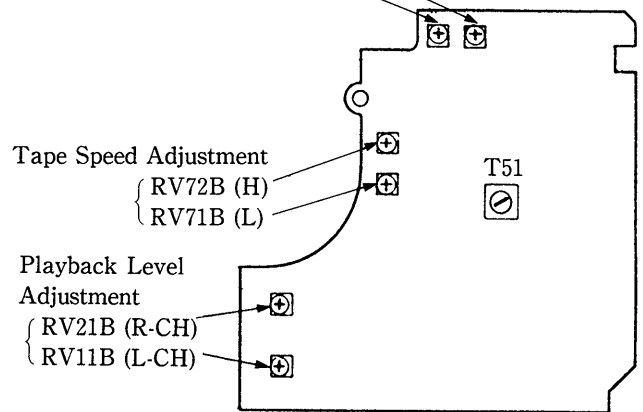 Tape Speed Adjustment
RV72B (H)
RV71B (L)
T51
Playback Level
Adjustment
RV21B (R-CH)
RV11B (L-CH)